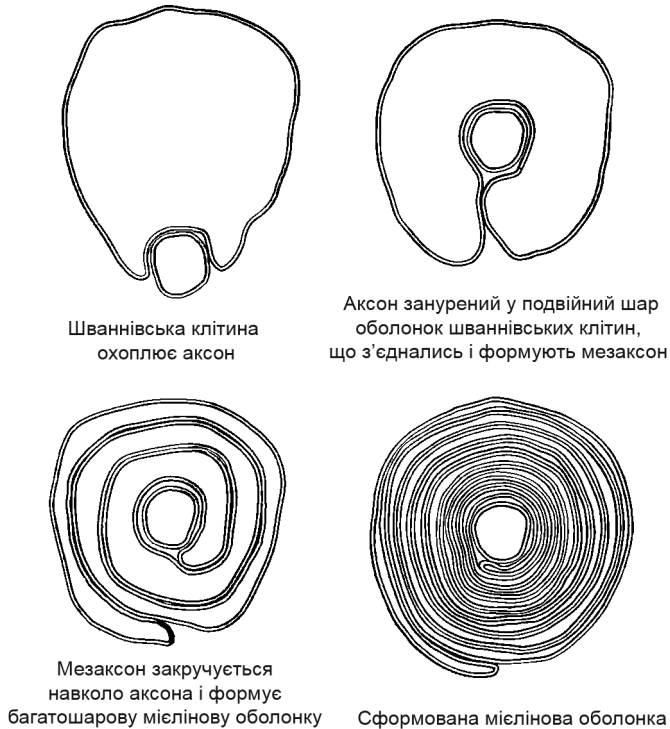 Шваннівська клітина
охоплює аксон
Аксон занурений у подвійний шар
оболонок шваннівських клітин,
що з’єднались і формують мезаксон
Мезаксон закручується
навколо аксона і формує
багатошарову мієлінову оболонку
Сформована мієлінова оболонка